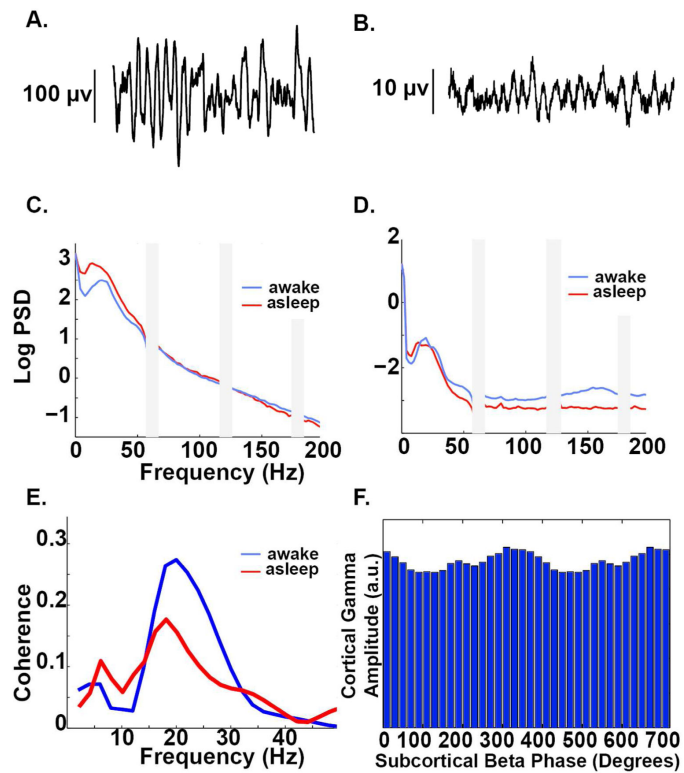 A.
B.
100 μv
10 μv
C.
D.
3
2
1
0
−1
Log PSD
awake
asleep
0 50 100 150 200
Frequency (Hz)
2
0
−2
awake
asleep
0 50 100 150 200
E.
F.
0.3
0.2
0.1
0
Coherence
awake
asleep
10 20 30 40
Frequency (Hz)
Cortical Gamma
Amplitude (a.u.)
0 100 200 300 400 500 600 700
Subcortical Beta Phase (Degrees)